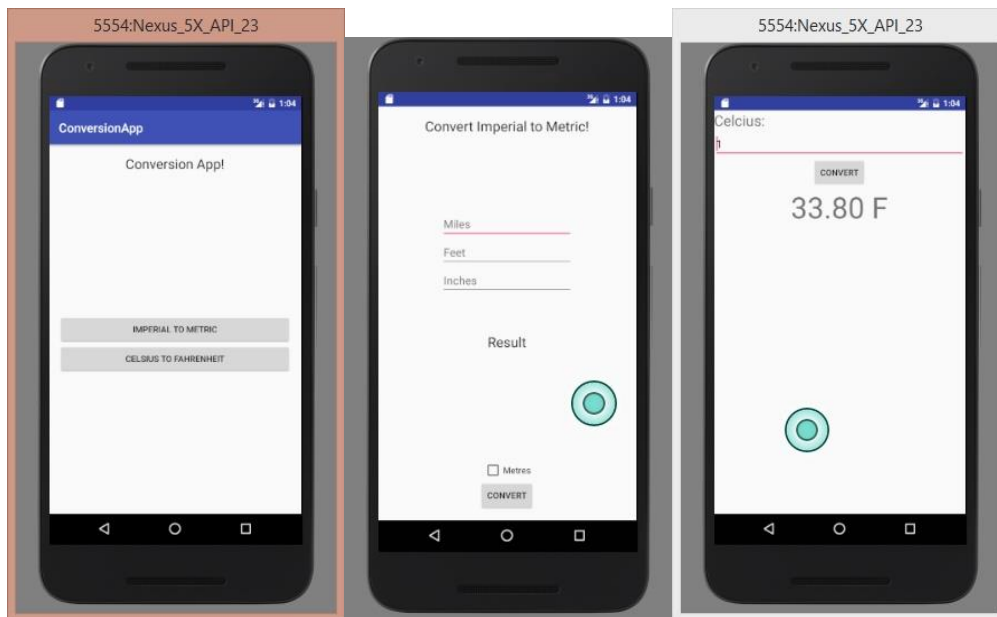 5554:Nexus_5X_API_23
1:04
ConversionApp
Conversion App!
IMPERIAL TO METRIC
CELSIUS TO FAHRENHEIT
1:04
Convert Imperial to Metric!
Miles
Feet
Inches
Result
Metres
CONVERT
5554:Nexus_5X_API_23
1:04
Celcius:
1
CONVERT
33.80 F